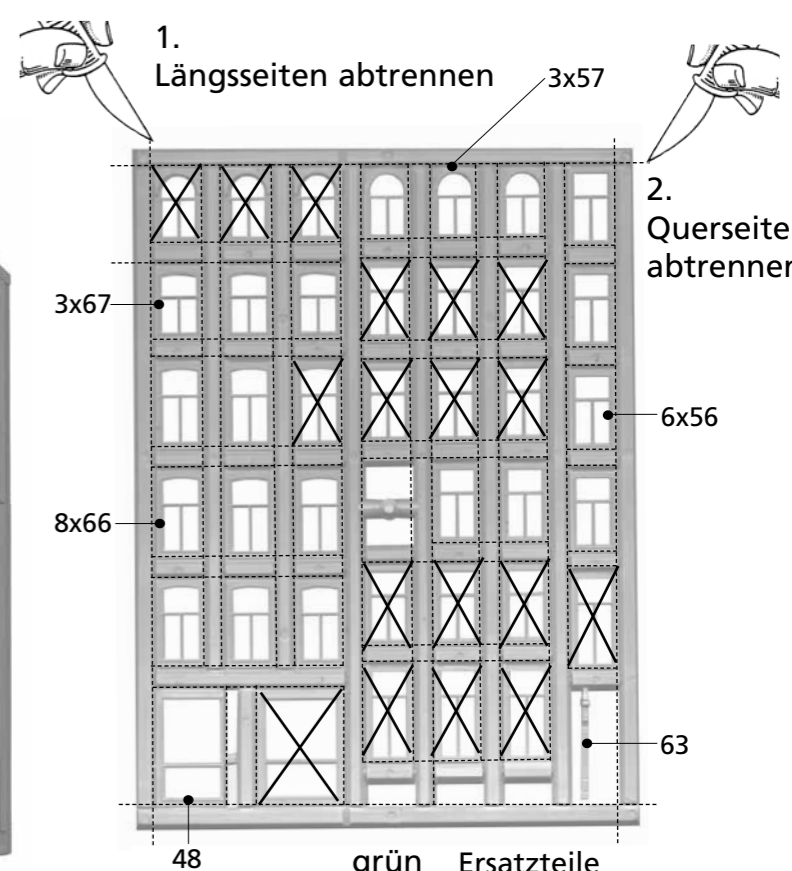 1.
Längsseiten abtrennen
3x57
2.
Querseite
abtrennen
3x67
6x56
8x66
63
48
grün Ersatzteile